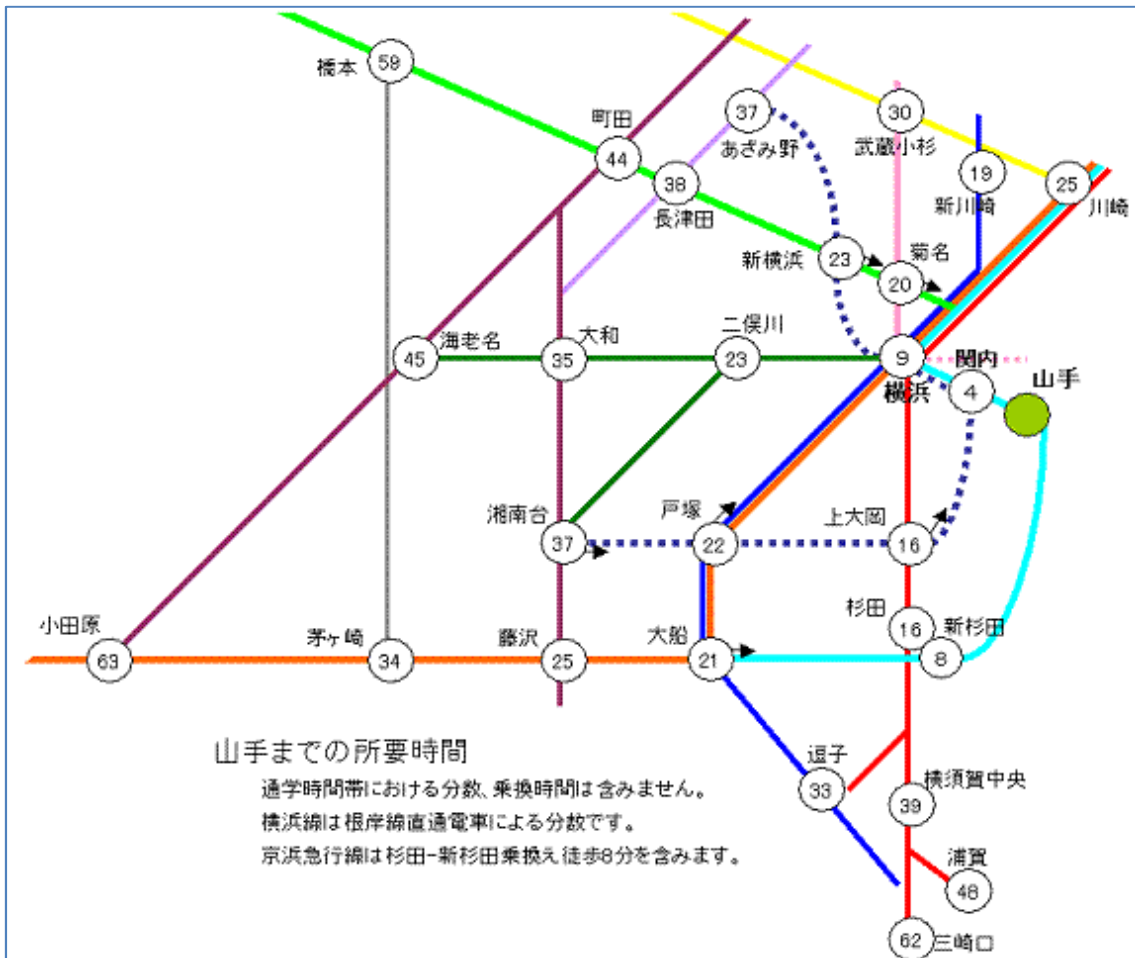 59
橋本
町田
44
37
あざみ野
30
武蔵小杉
19
新川崎
25
川崎
38
長津田
新横浜
23
菊名
20
45
海老名
大和
35
二俣川
23
9
横浜
関内
4
山手
湘南台
37
戸塚
22
上大岡
16
杉田
16
新杉田
8
小田原
63
茅ヶ崎
34
藤沢
25
大船
21
山手までの所要時間
通学時間帯における分数、乗換時間は含みません。
横浜線は根岸線直通電車による分数です。
京浜急行線は杉田-新杉田乗換え徒歩8分を含みます。
逗子
33
横須賀中央
39
浦賀
48
62
三崎口